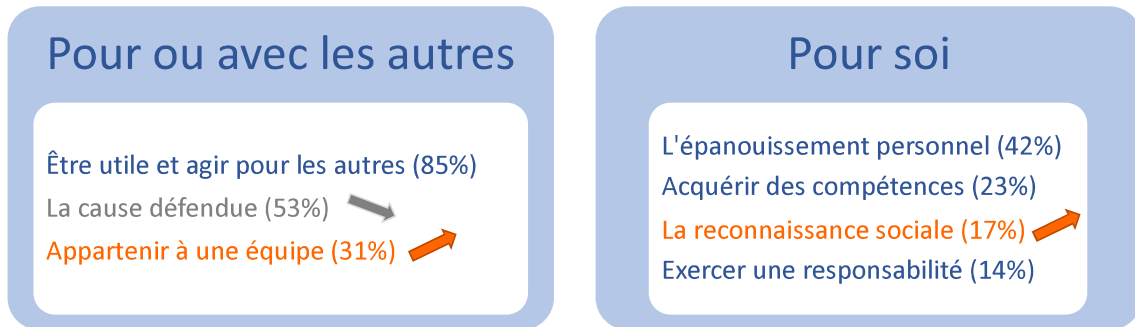 Pour ou avec les autres
Être utile et agir pour les autres (85%)
La cause défendue (53%)
Appartenir à une équipe (31%)
Pour soi
L'épanouissement personnel (42%)
Acquérir des compétences (23%)
La reconnaissance sociale (17%)
Exercer une responsabilité (14%)